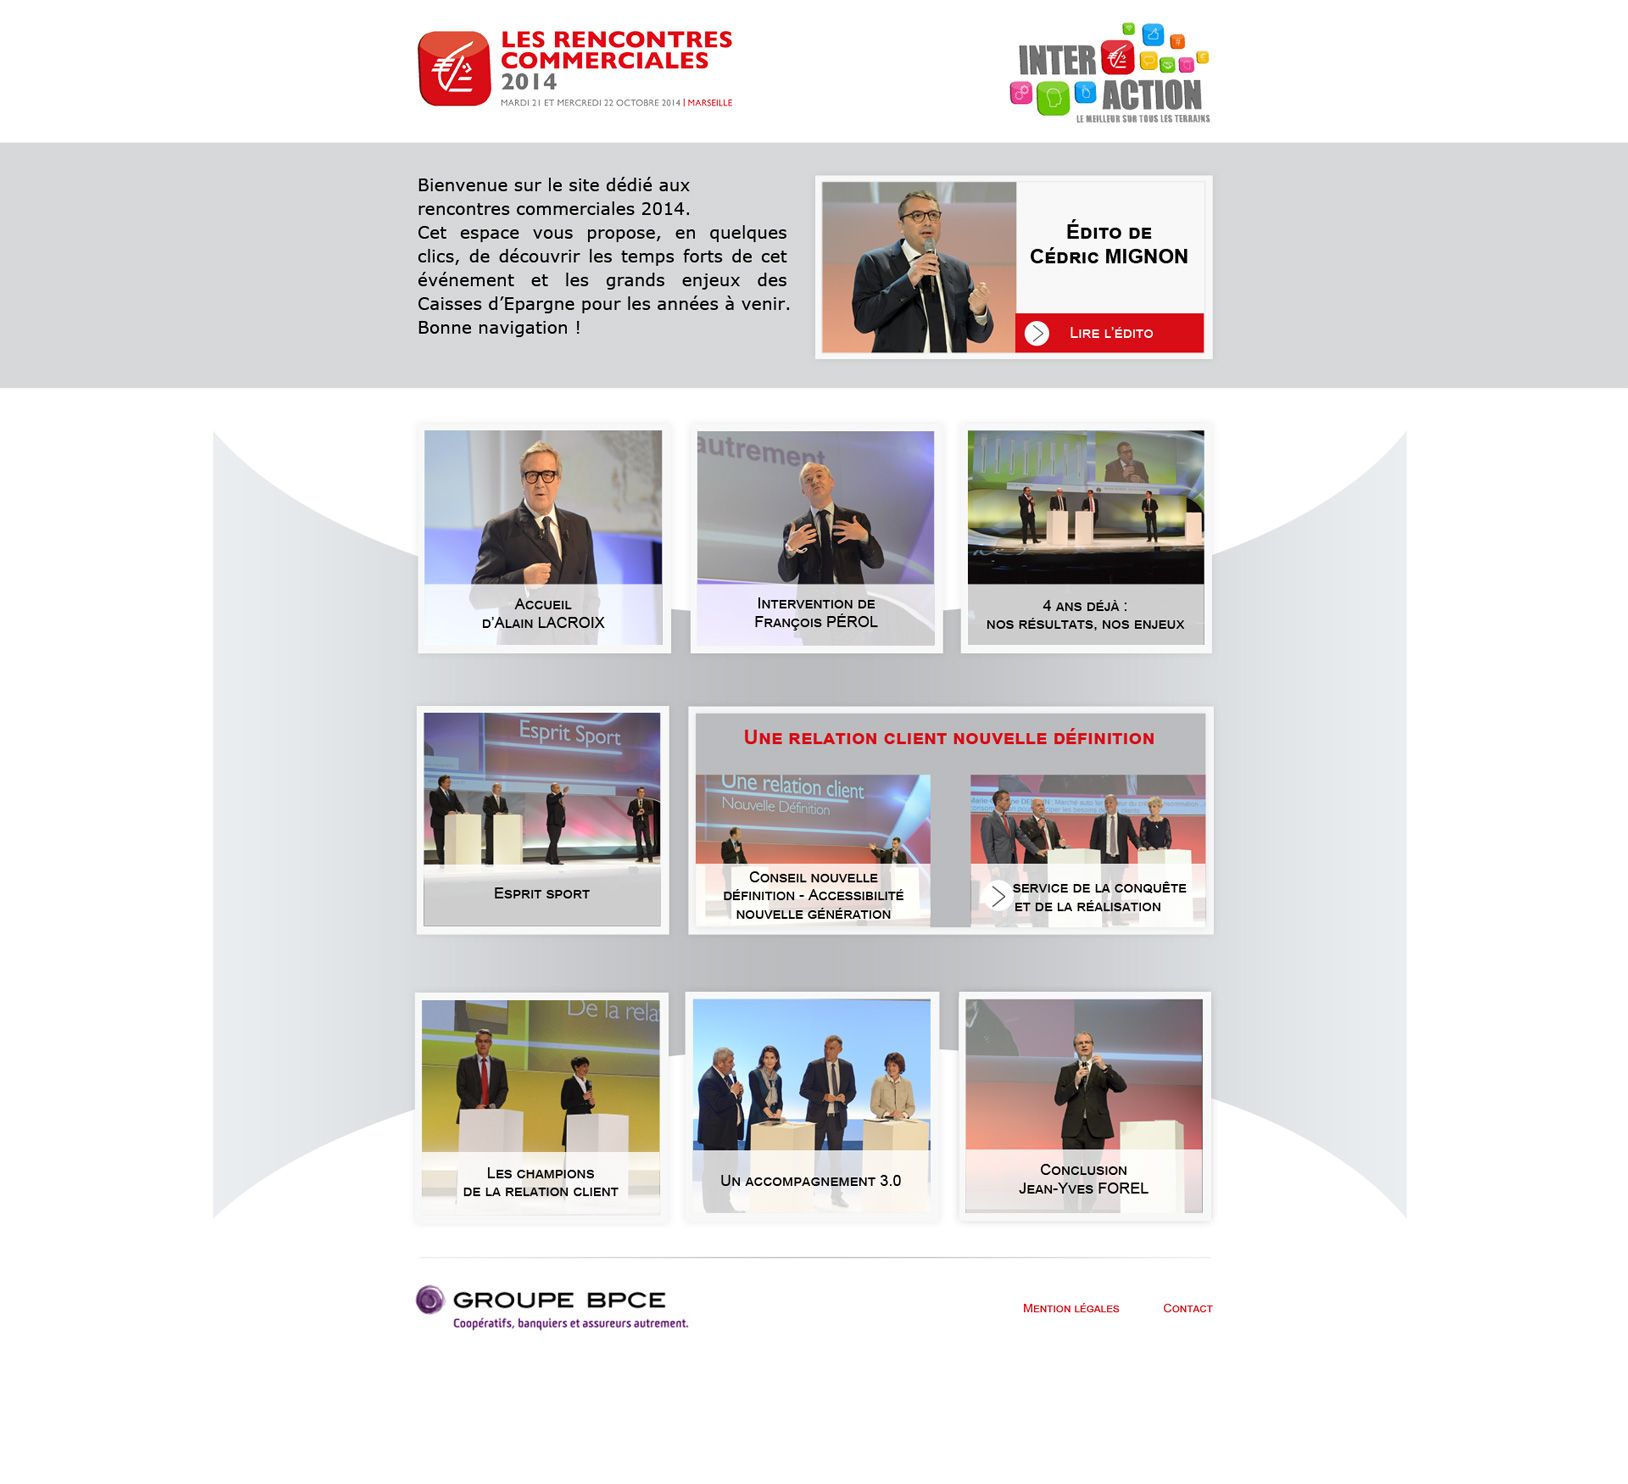 LES RENCONTRES
COMMERCIALES
2014
MARDI 21 ET MERCREDI 22 OCTOBRE 2014 | MARSEILLE
INTER
ACTION
LE MEILLEUR SUR TOUS LES TERRAINS
Bienvenue sur le site dédié aux
rencontres commerciales 2014.
Cet espace vous propose, en quelques
clics, de découvrir les temps forts de cet
événement et les grands enjeux des
Caisses d’Epargne pour les années à venir.
Bonne navigation !
Édito de
Cédric MIGNON
Lire l’édito
Accueil
d’Alain LACROIX
autrement
Intervention de
François PÉROL
4 ans déjà :
nos résultats, nos enjeux
Esprit Sport
Esprit sport
Une relation client nouvelle définition
Une relation client
Nouvelle Définition
Conseil nouvelle
définition - Accessibilité
nouvelle génération
service de la conquête
et de la réalisation
De la rela
Les champions
de la relation client
Un accompagnement 3.0
Conclusion
Jean-Yves FOREL
GROUPE BPCE
Coopératifs, banquiers et assureurs autrement.
Mention légales
Contact